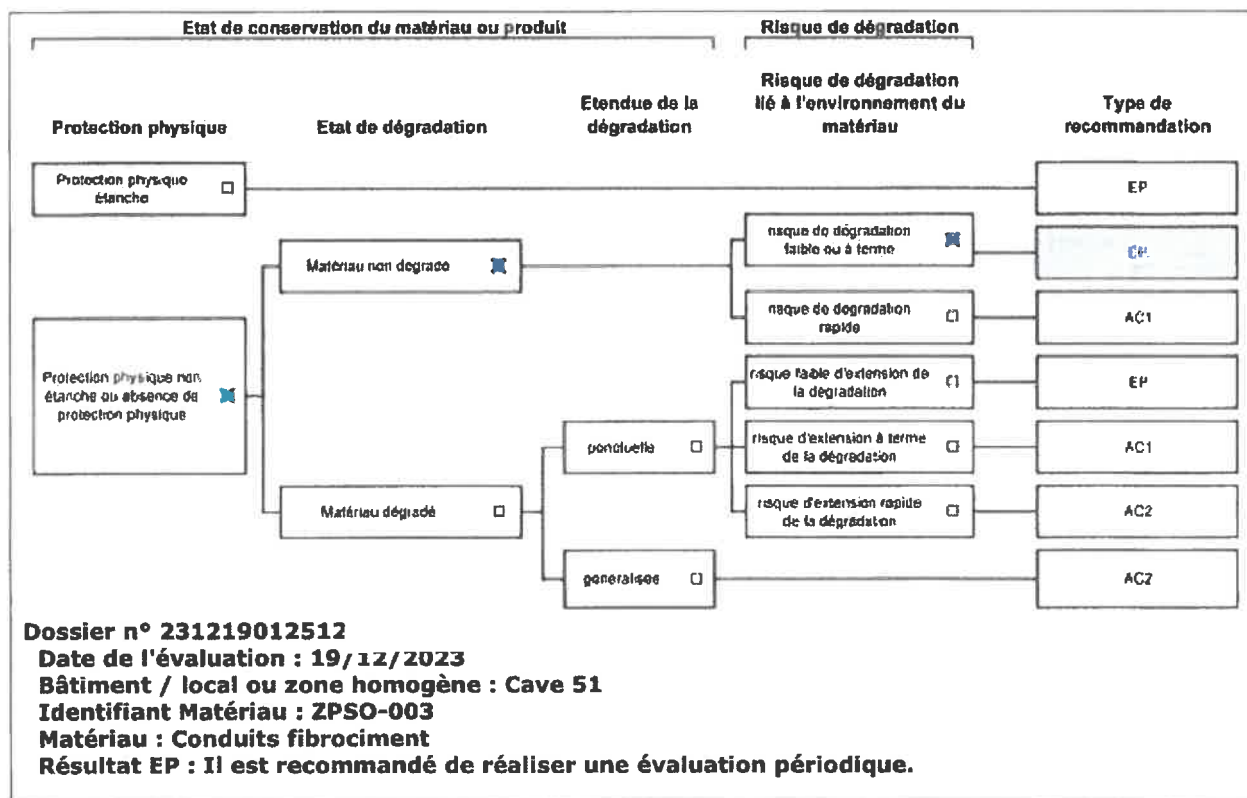 Etat de conservation du matériau ou produit
Risque de dégradation
Protection physique
Etat de dégradation
Etendue de la
dégradation
Risque de dégradation
lié à l'environnement du
matériau
Type de
recommandation
Protection physique
étanche
EP
Protection physique non
étanche ou absence de
protection physique
Matériau non dégradé
risque de dégradation
faible ou à terme
EP
risque de dégradation
rapide
AC1
Matériau dégradé
ponctuelle
risque faible d'extension de
la dégradation
EP
risque d'extension à terme
de la dégradation
AC1
risque d'extension rapide
de la dégradation
AC2
généralisée
AC2
Dossier n° 231219012512
Date de l'évaluation : 19/12/2023
Bâtiment / local ou zone homogène : Cave 51
Identifiant Matériau : ZPSO-003
Matériau : Conduits fibrociment
Résultat EP : Il est recommandé de réaliser une évaluation périodique.